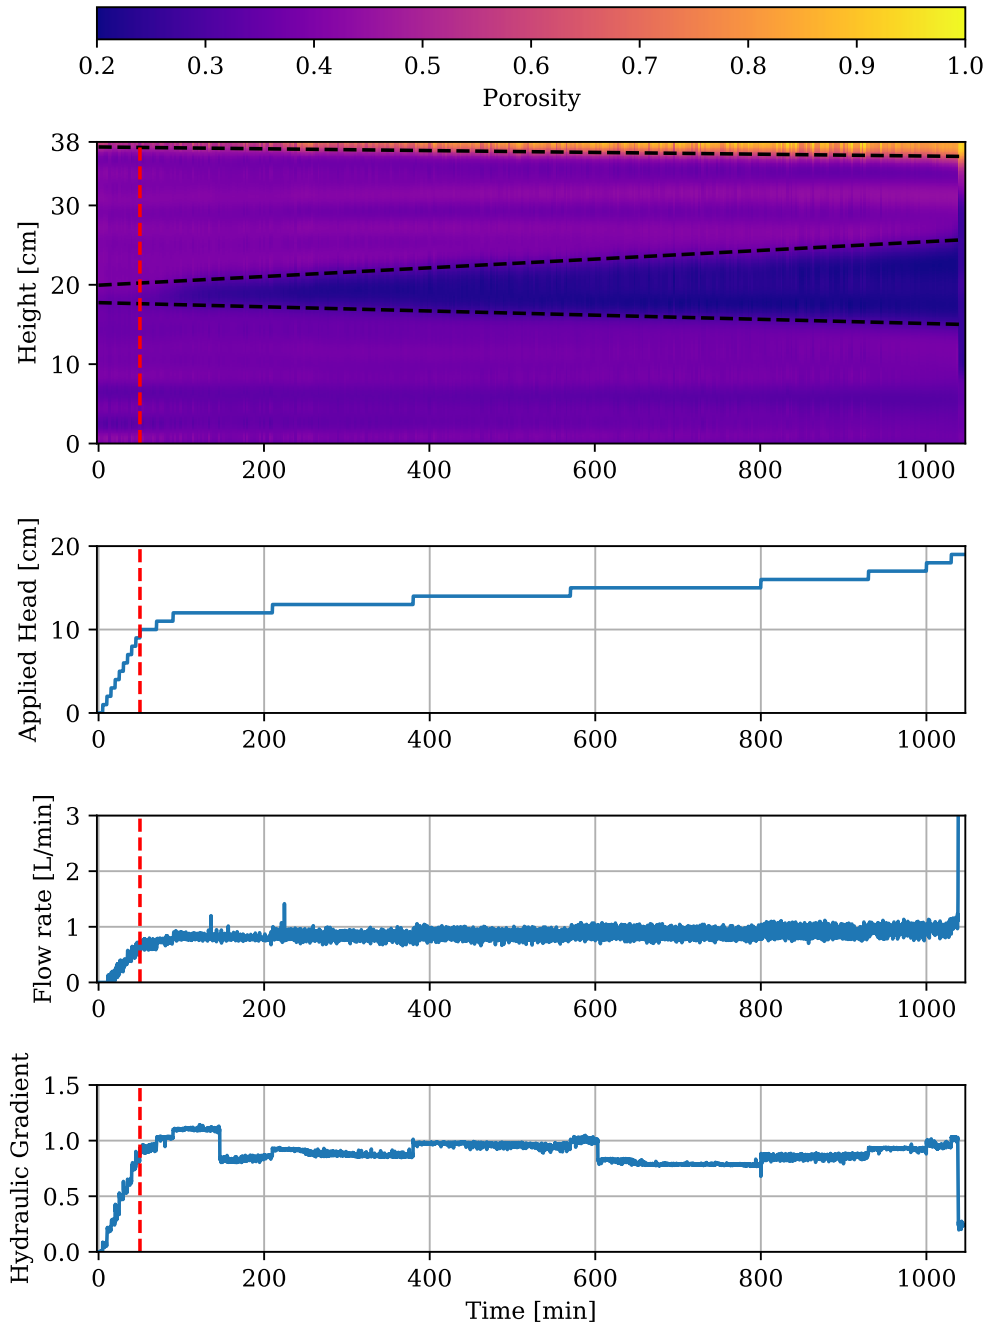 0.2 0.3 0.4 0.5 0.6 0.7 0.8 0.9 1.0
Porosity
Height [cm]
38
30
20
10
0
0 200 400 600 800 1000
Applied Head [cm]
20
10
0
0 200 400 600 800 1000
Flow rate [L/min]
3
2
1
0
0 200 400 600 800 1000
Hydraulic Gradient
1.5
1.0
0.5
0.0
0 200 400 600 800 1000
Time [min]